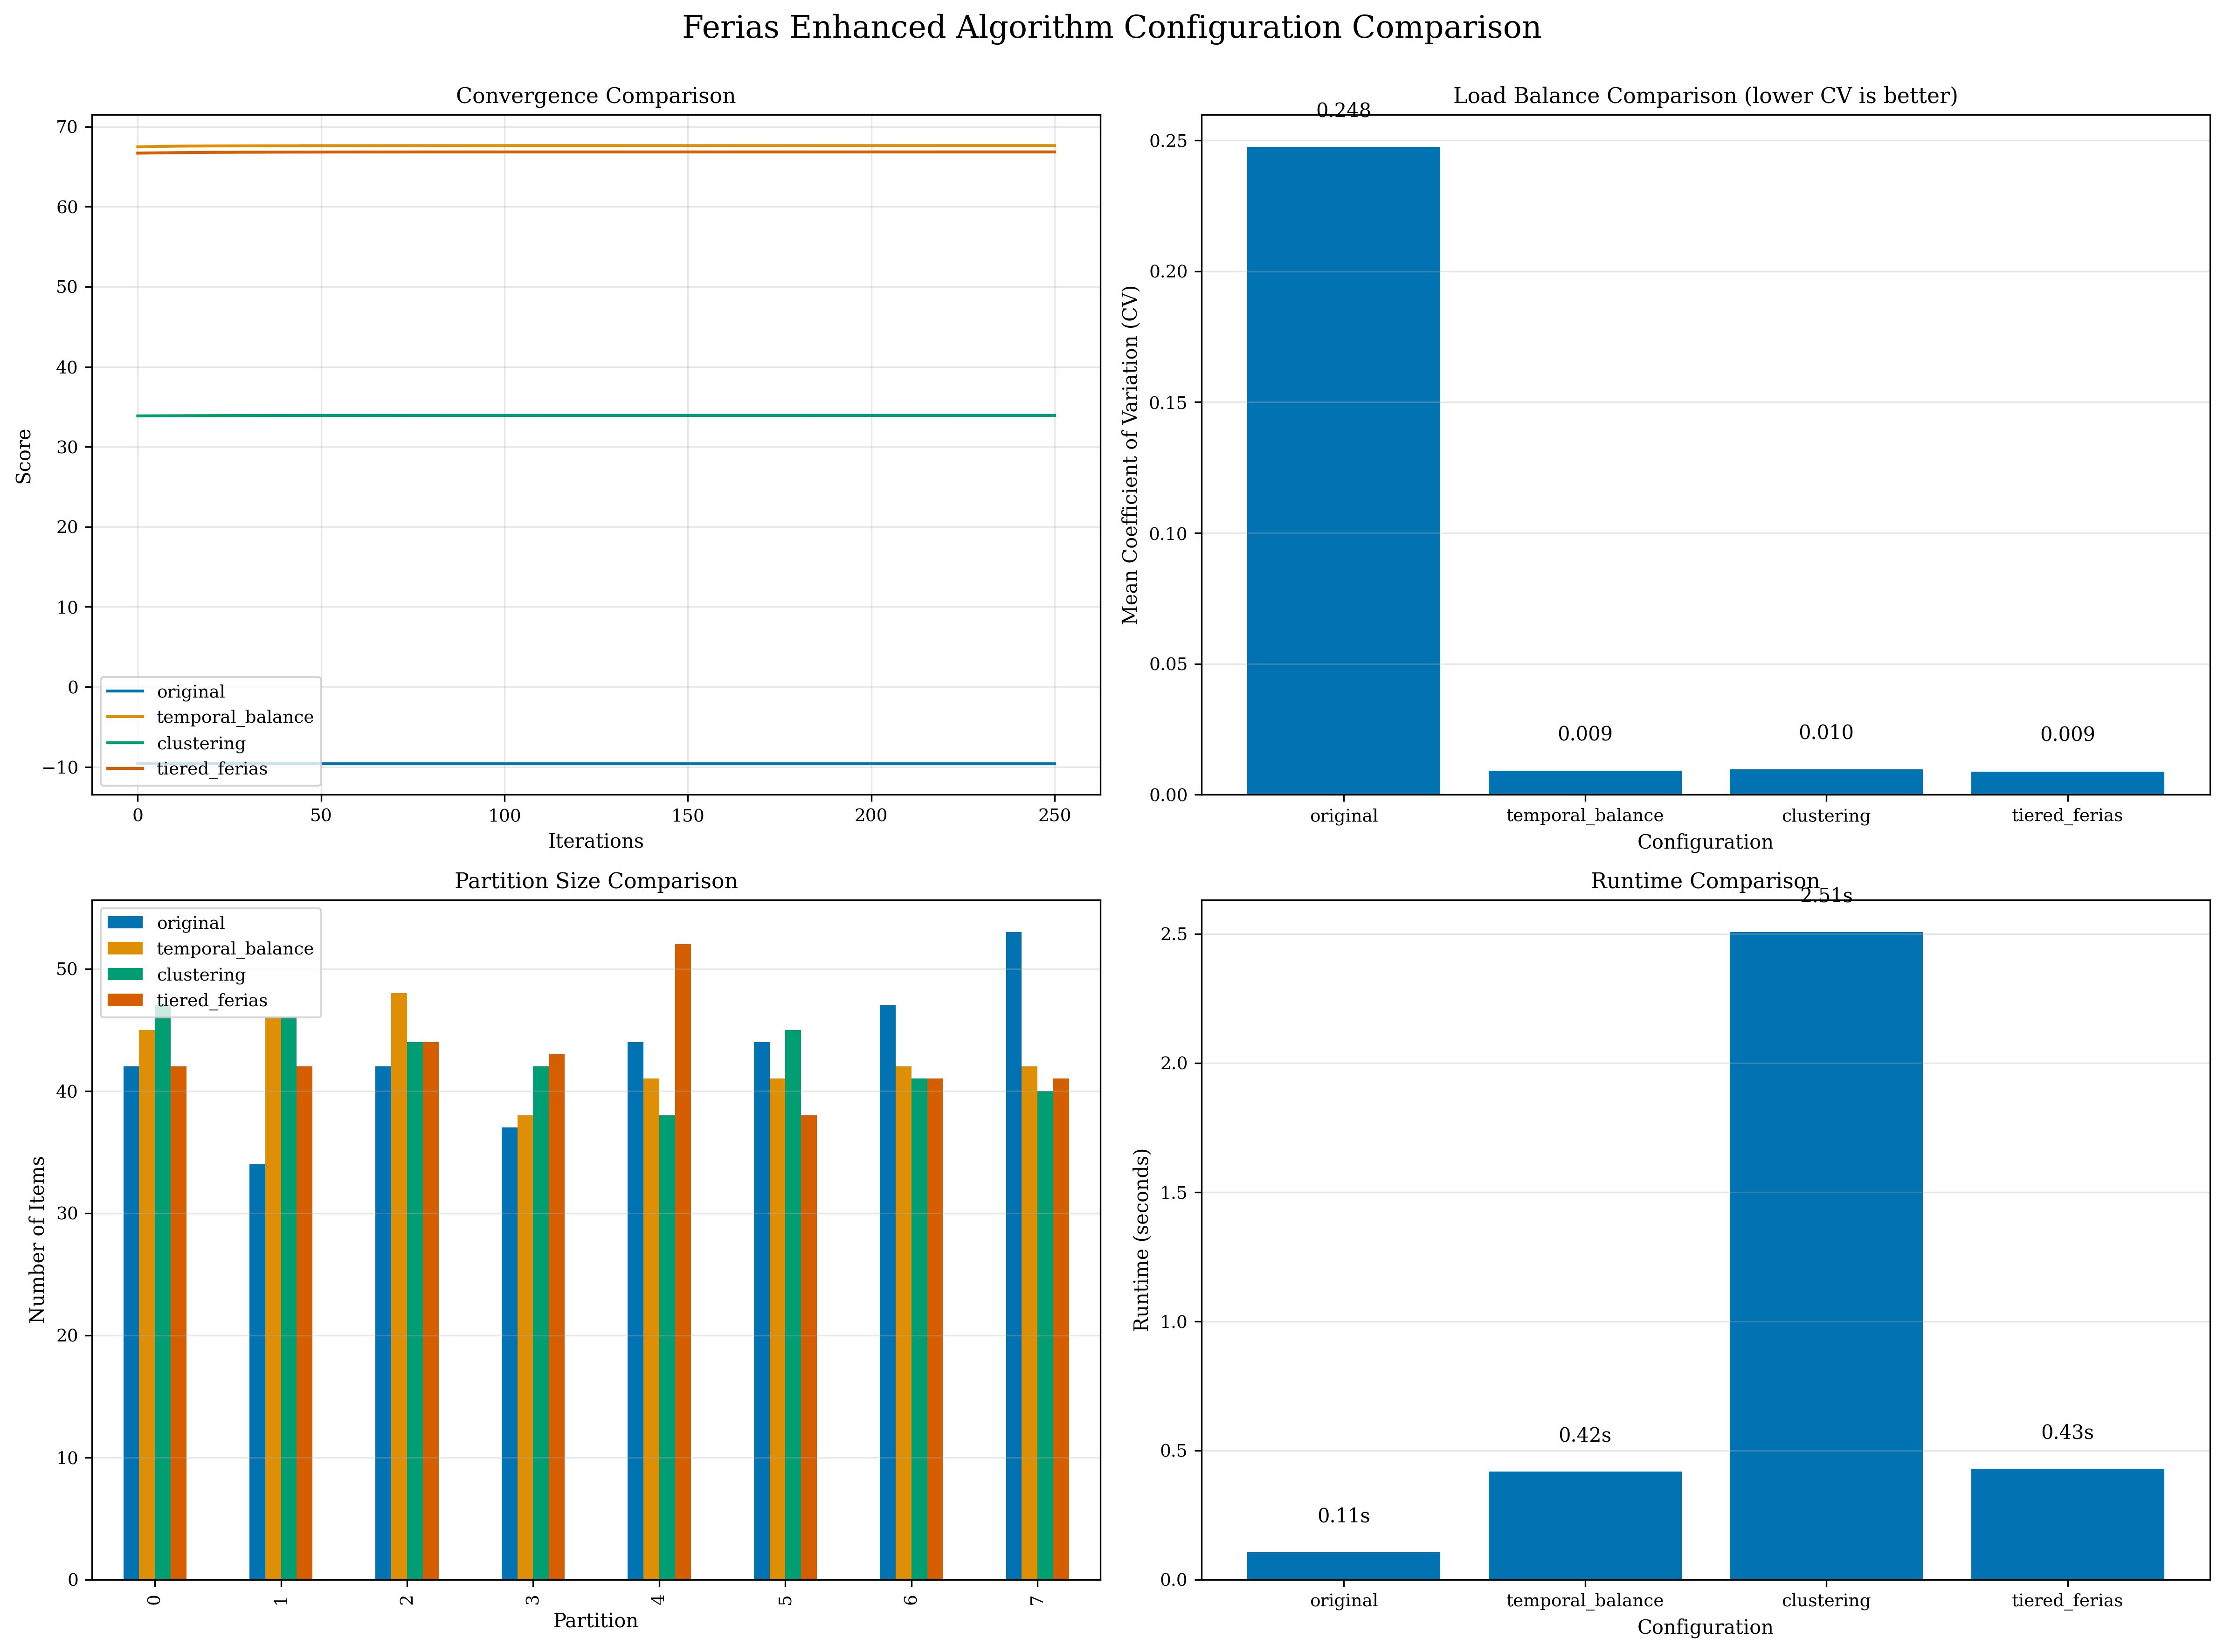 Ferias Enhanced Algorithm Configuration Comparison
Convergence Comparison
70
60
50
40
30
20
10
0
−10
Score
original
temporal_balance
clustering
tiered_ferias
0 50 100 150 200 250
Iterations
Load Balance Comparison (lower CV is better)
0.248
0.25
0.20
0.15
0.10
0.05
0.00
Mean Coefficient of Variation (CV)
0.009
0.010
0.009
original temporal_balance clustering tiered_ferias
Configuration
Partition Size Comparison
original
temporal_balance
clustering
tiered_ferias
50
40
30
20
10
0
Number of Items
0 1 2 3 4 5 6 7
Partition
Runtime Comparison
2.51s
2.5
2.0
1.5
1.0
0.5
0.0
Runtime (seconds)
0.11s
0.42s
0.43s
original temporal_balance clustering tiered_ferias
Configuration